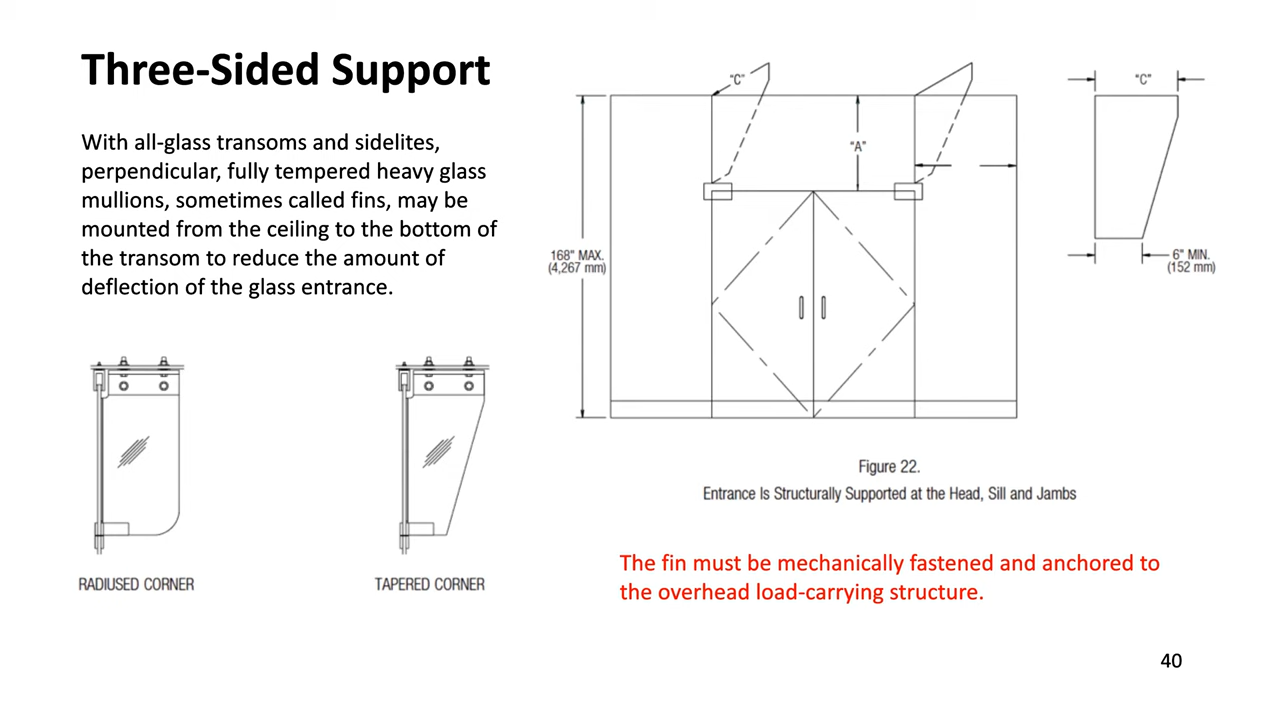 Three-Sided Support
With all-glass transoms and sidelites,
perpendicular, fully tempered heavy glass
mullions, sometimes called fins, may be
mounted from the ceiling to the bottom of
the transom to reduce the amount of
deflection of the glass entrance.
RADIUSED CORNER
TAPERED CORNER
"C"
"A"
168" MAX.
(4,267 mm)
"C"
6" MIN.
(152 mm)
Figure 22.
Entrance Is Structurally Supported at the Head, Sill and Jambs
The fin must be mechanically fastened and anchored to
the overhead load-carrying structure.
40